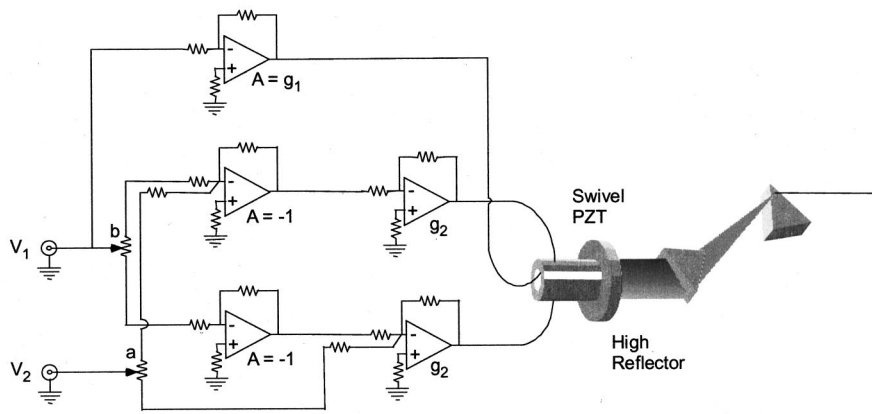 A = g₁
b
A = -1
g₂
Swivel
PZT
V₁
a
A = -1
g₂
High
Reflector
V₂